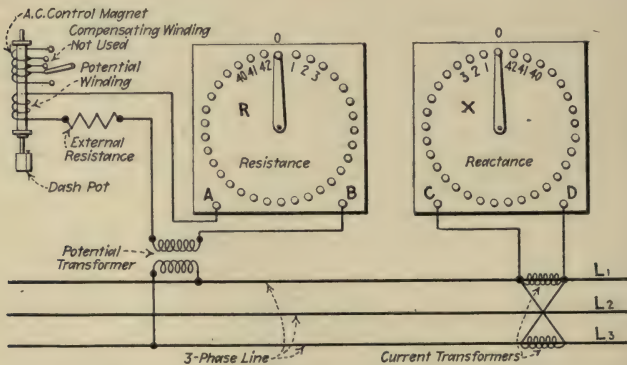 A.C. Control Magnet
Compensating Winding
Not Used
Potential
Winding
External
Resistance
Dash Pot
Potential
Transformer
0
40 41 42 1 2 3
R
Resistance
A B
0
3 2 1 42 41 40
X
Reactance
C D
L1
L2
L3
3-Phase Line
Current Transformers